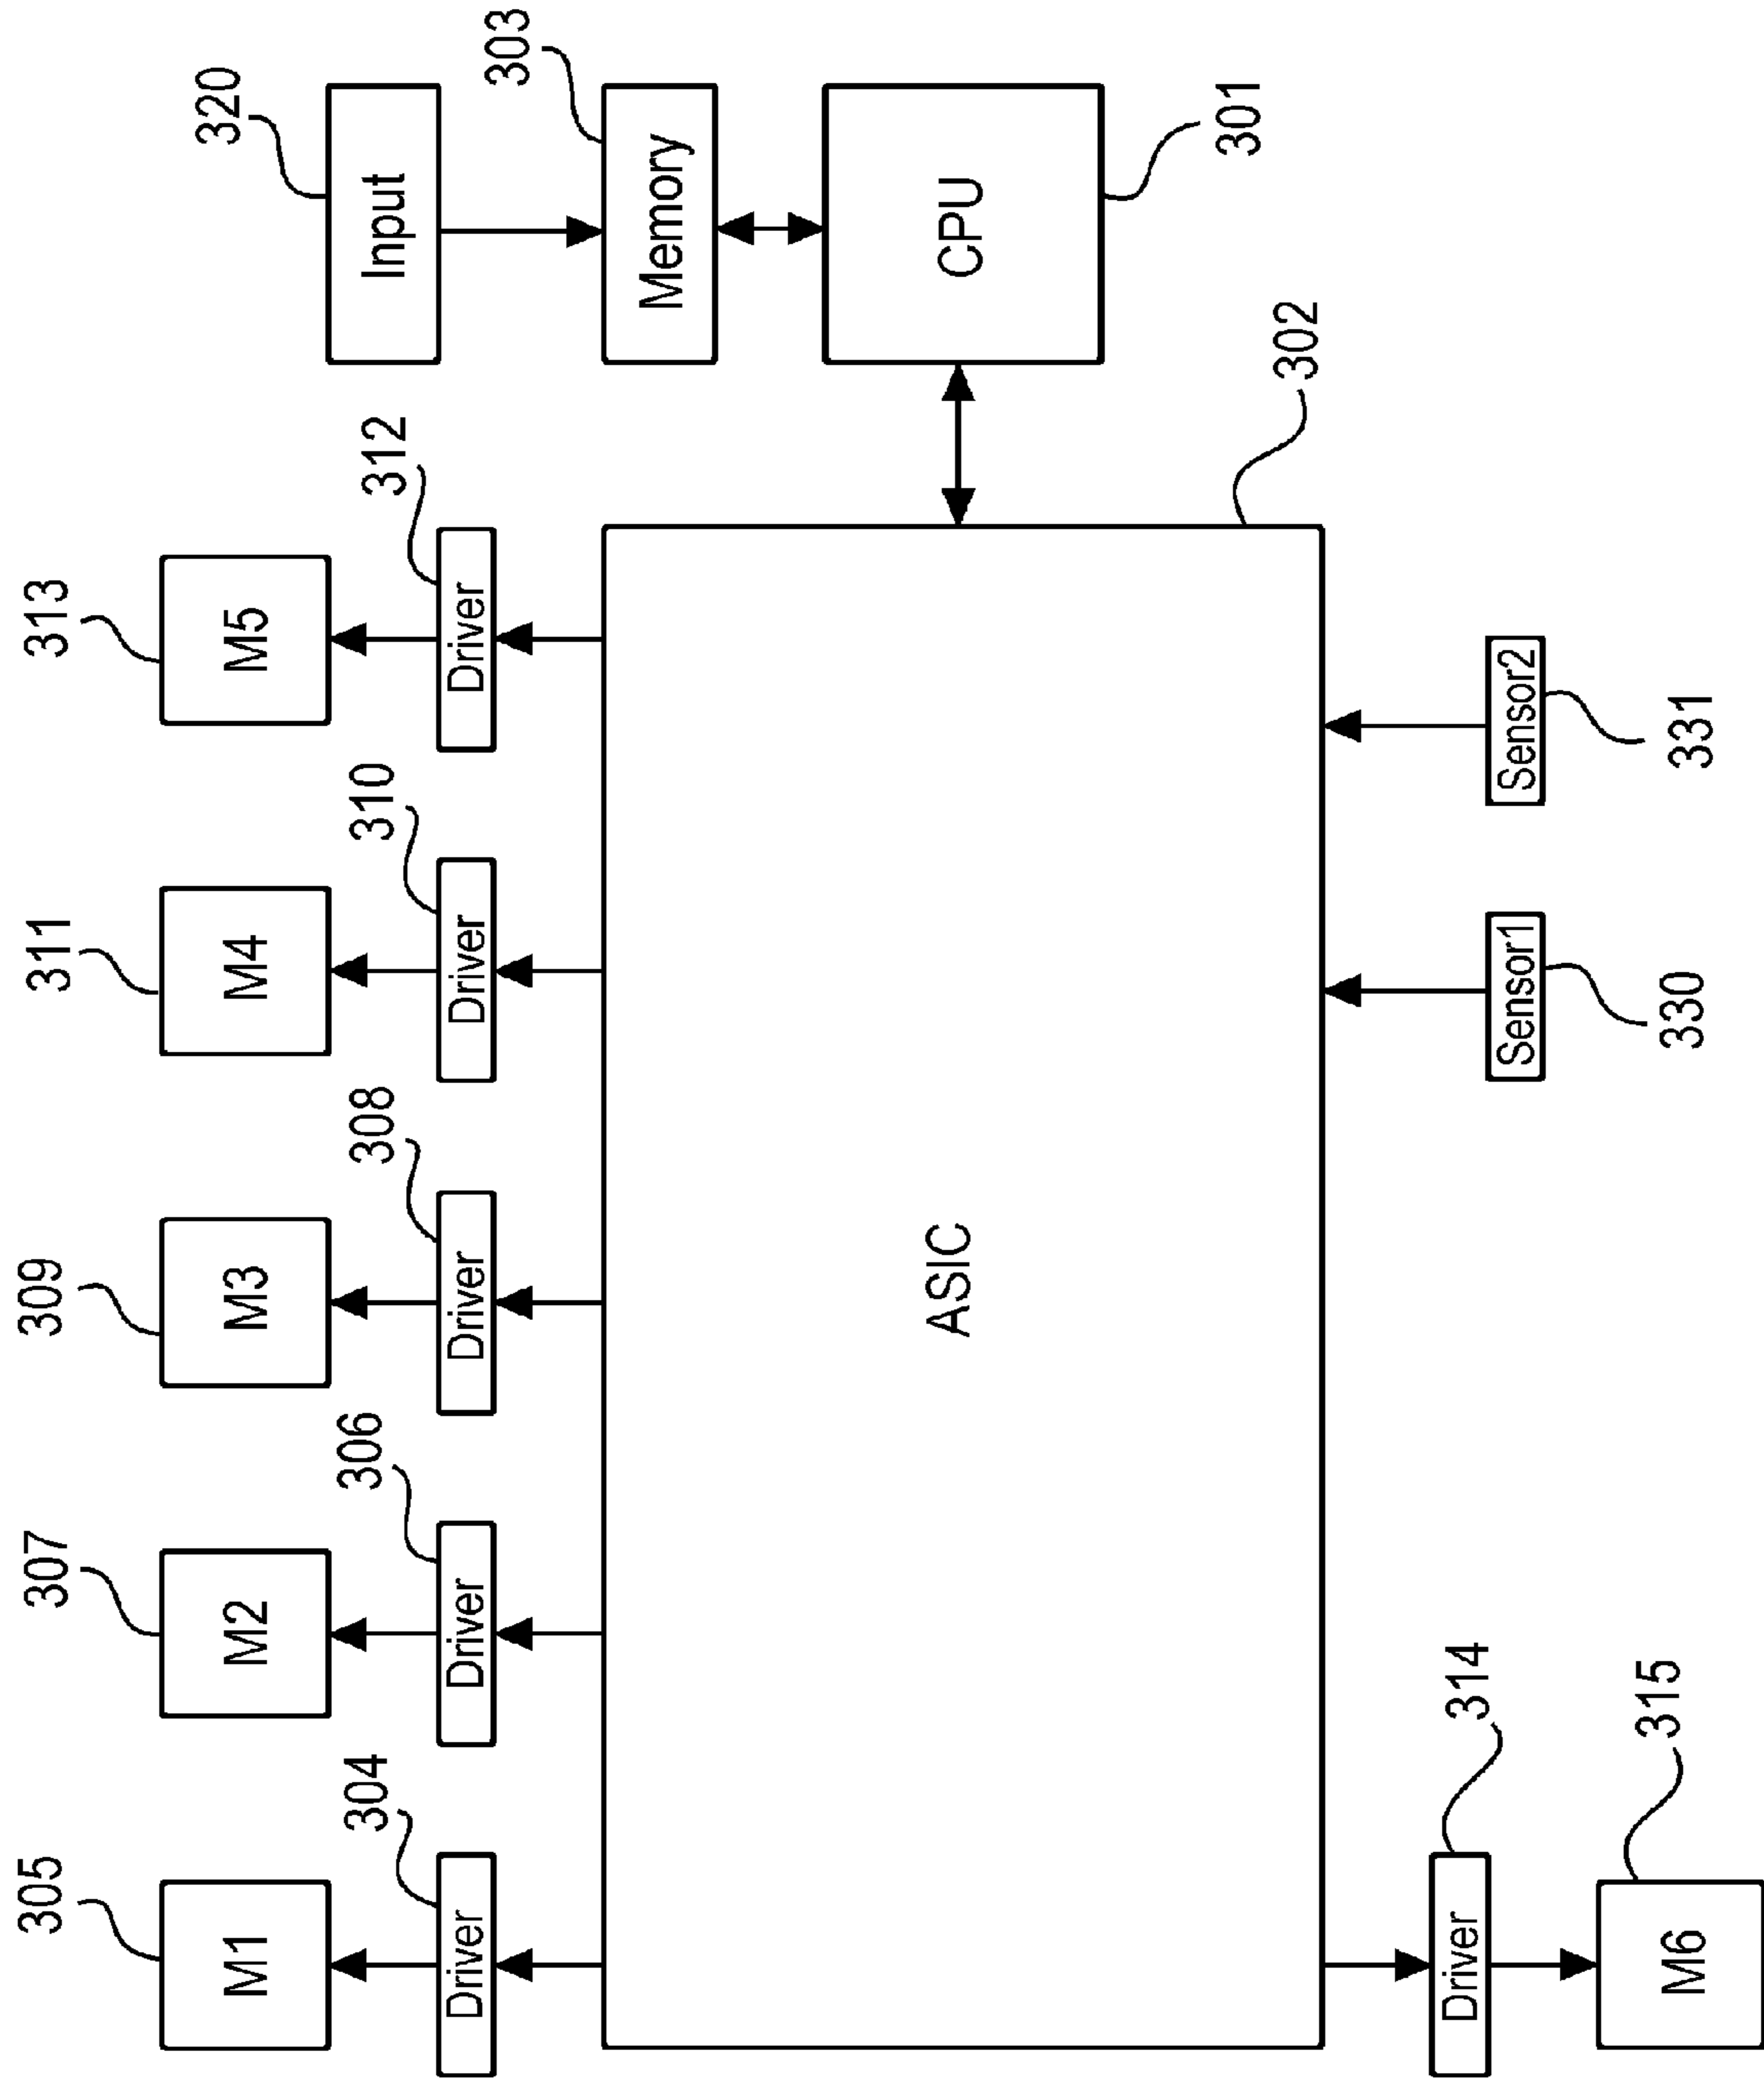 320
Input
303
Memory
CPU
301
302
313
M5
312
Driver
311
M4
310
Driver
309
M3
308
Driver
307
M2
306
Driver
305
M1
304
Driver
ASIC
Sensor2
331
Sensor1
330
Driver
314
M6
315